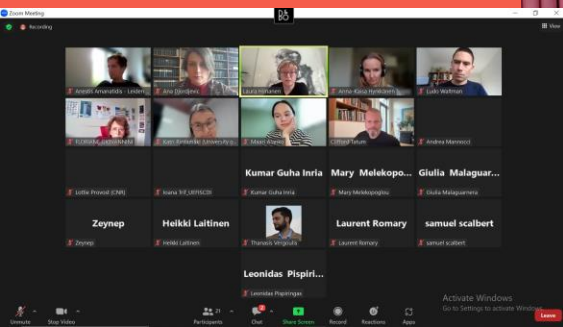 Zoom Meeting
Recording
View
Ana
Ludo Waltman
Clifford Tatum
Andrea Mannocci
Kumar Guha Inria
Mary Melekopo...
Giulia Malaguar...
Lottie Provost (CNR)
Kumar Guha Inria
Mary Melekopoglou
Giulia Malaguarnera
Zeynep
Heikki Laitinen
Laurent Romary
samuel scalbert
Zeynep
Heikki Laitinen
Thanasis Vergoulis
Laurent Romary
samuel scalbert
Leonidas Pispiri...
Leonidas Pispiringas
Activate Windows
Go to Settings to activate Windows.
Unmute
Stop Video
Participants
21
Chat
Share Screen
Record
Reactions
Apps
Leave